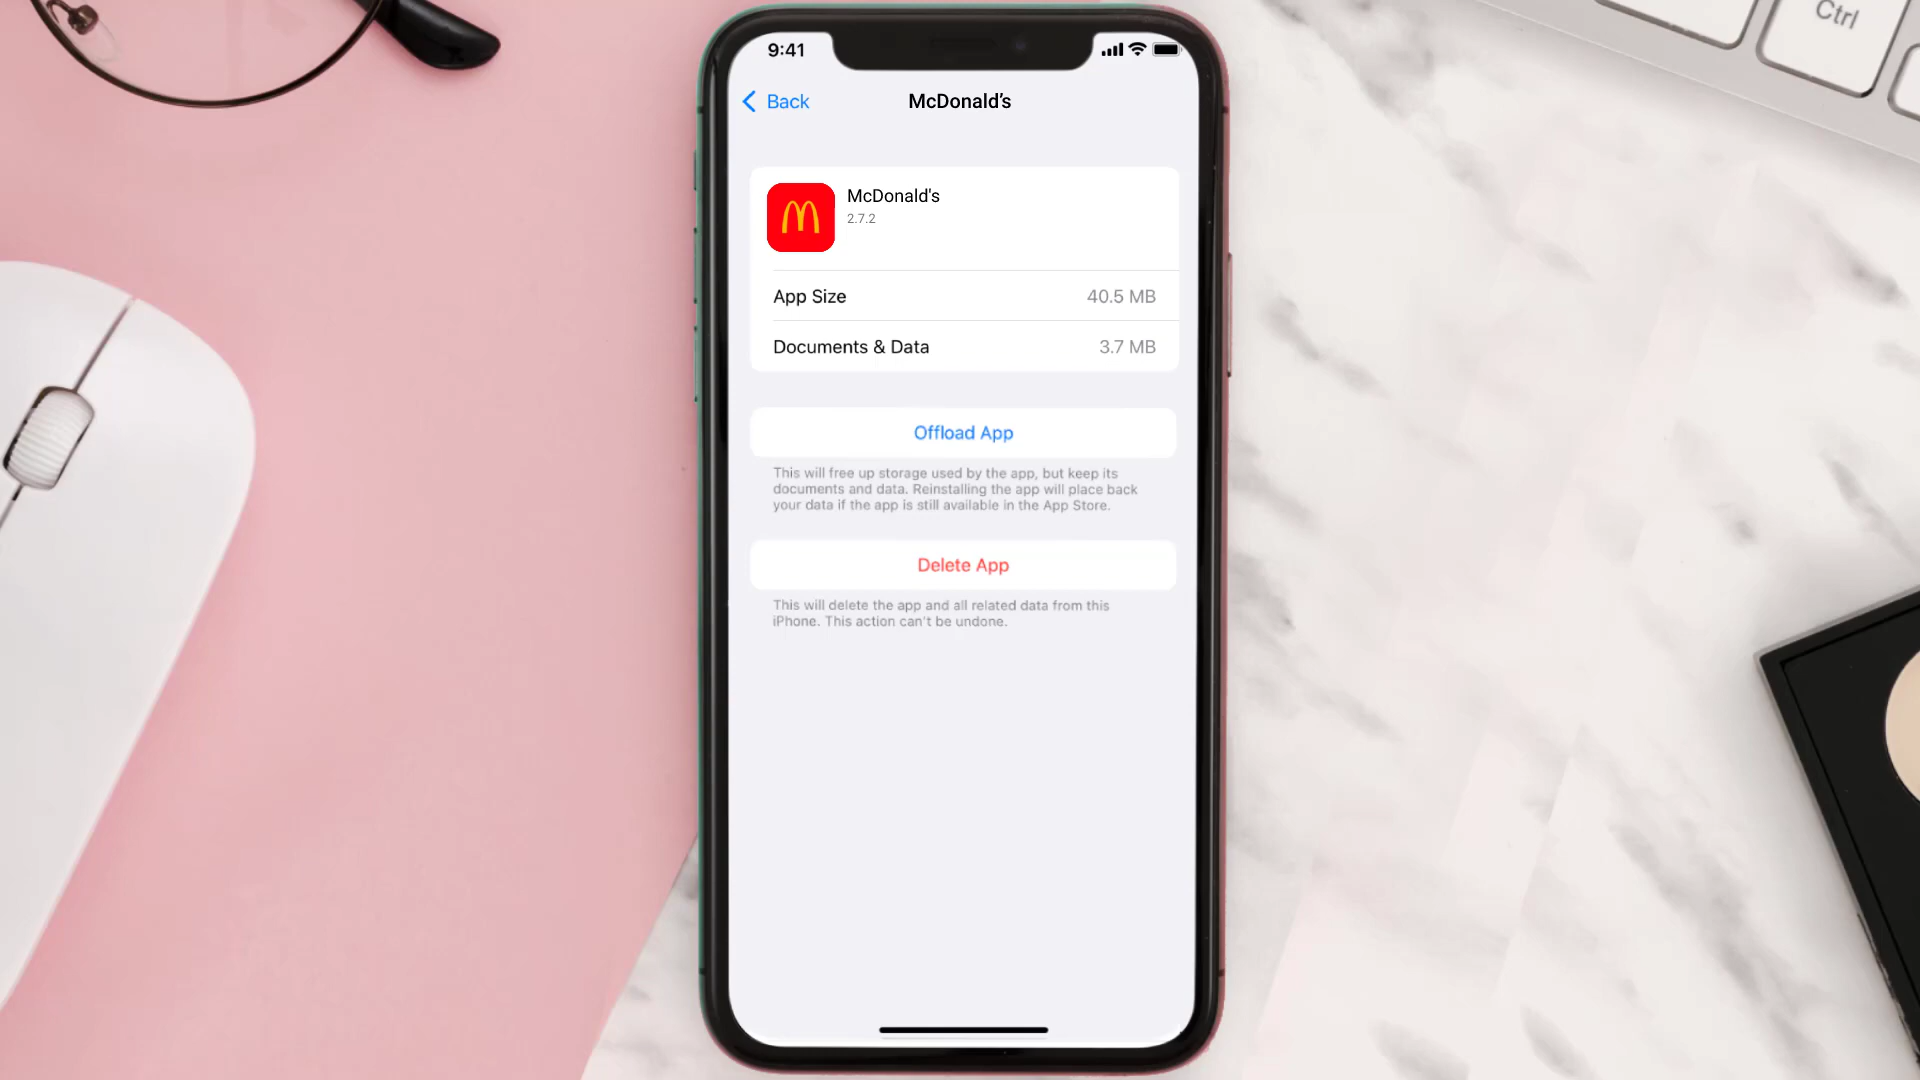 Ctrl
9:41
Back
McDonald’s
McDonald's
2.7.2
App Size
40.5 MB
Documents & Data
3.7 MB
Offload App
This will free up storage used by the app, but keep its
documents and data. Reinstalling the app will place back
your data if the app is still available in the App Store.
Delete App
This will delete the app and all related data from this
iPhone. This action can't be undone.